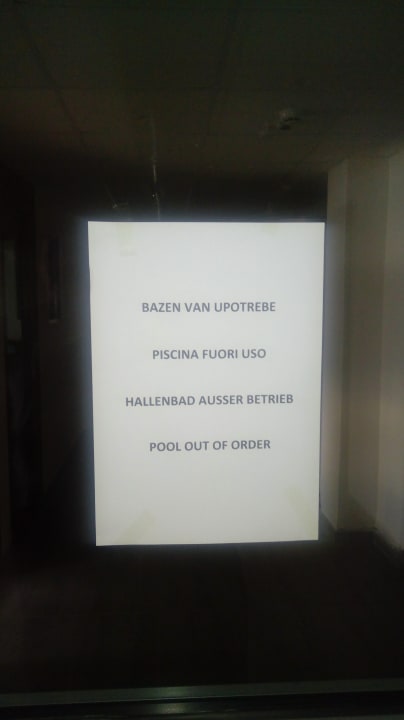 BAZEN VAN UPOTREBE
PISCINA FUORI USO
HALLENBAD AUSSER BETRIEB
POOL OUT OF ORDER